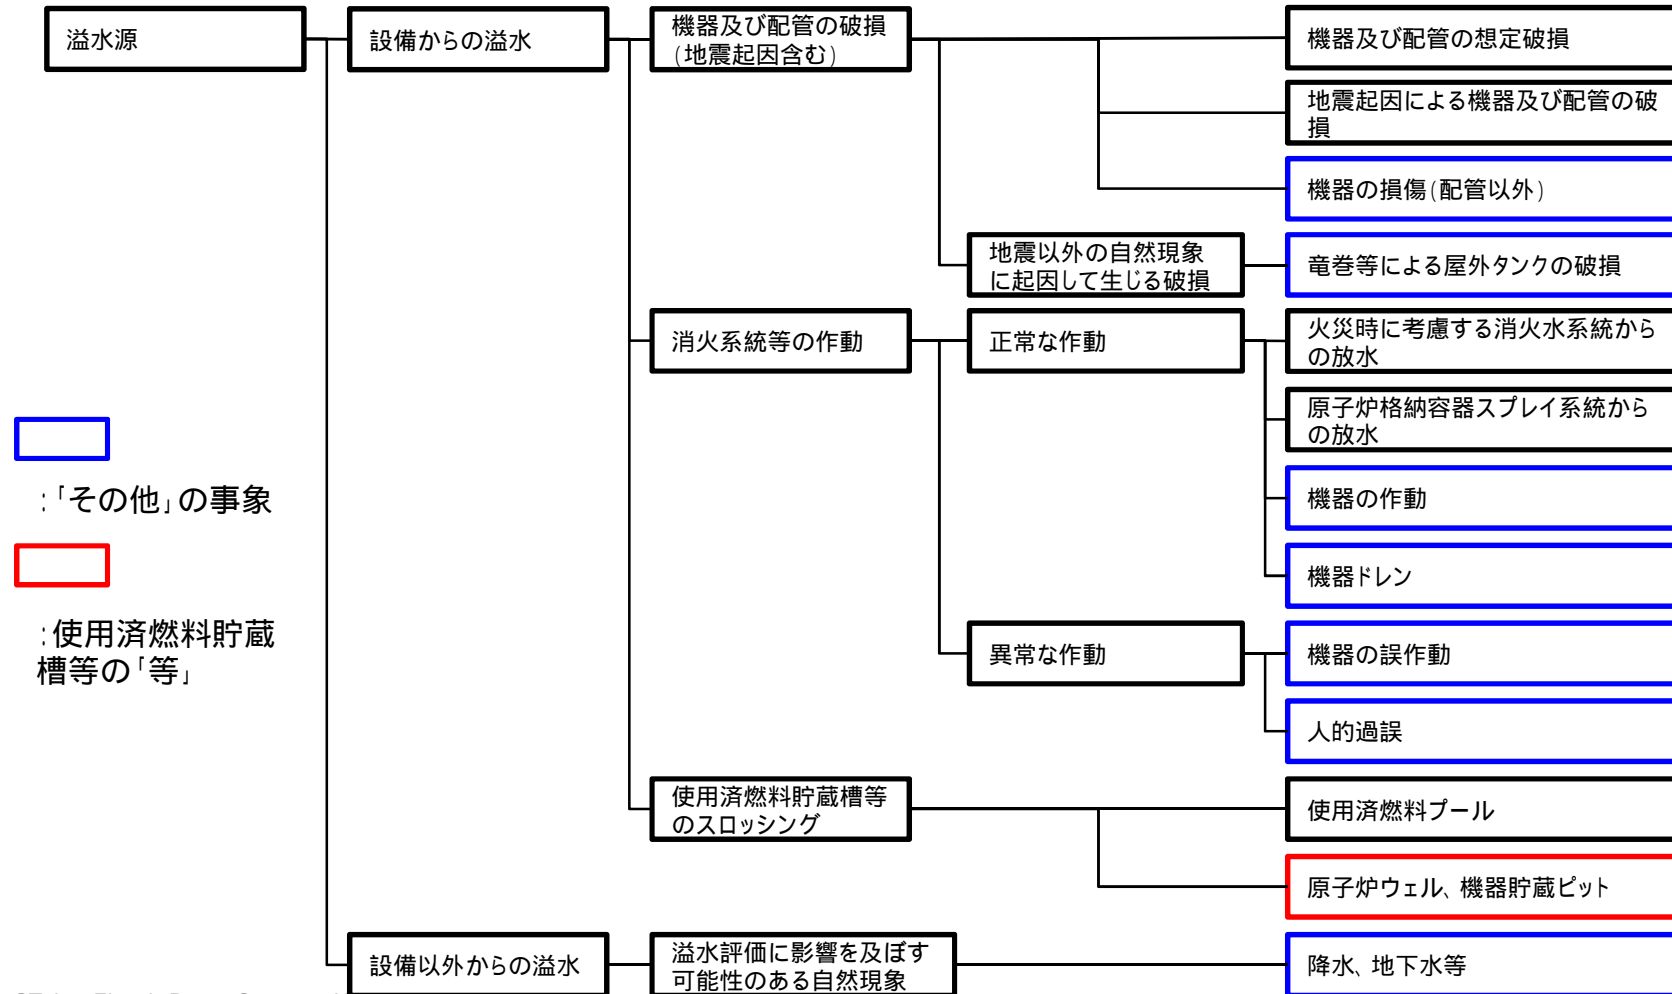 溢水源
設備からの溢水
機器及び配管の破損
(地震起因含む)
機器及び配管の想定破損
地震起因による機器及び配管の破
損
機器の損傷(配管以外)
地震以外の自然現象
に起因して生じる破損
竜巻等による屋外タンクの破損
消火系統等の作動
正常な作動
火災時に考慮する消火水系統から
の放水
原子炉格納容器スプレイ系統から
の放水
機器の作動
機器ドレン
異常な作動
機器の誤作動
人的過誤
使用済燃料貯蔵槽等
のスロッシング
使用済燃料プール
原子炉ウェル、機器貯蔵ピット
設備以外からの溢水
溢水評価に影響を及ぼす
可能性のある自然現象
降水、地下水等
:「その他」の事象
:使用済燃料貯蔵
槽等の「等」